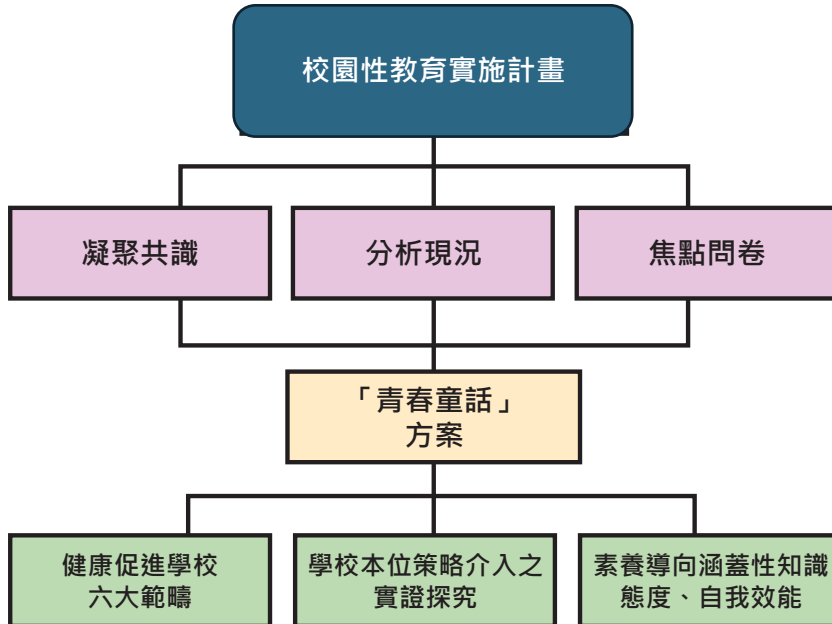 校園性教育實施計畫
凝聚共識
分析現況
焦點問卷
「青春童話」
方案
健康促進學校
六大範疇
學校本位策略介入之
實證探究
素養導向涵蓋性知識
態度、自我效能